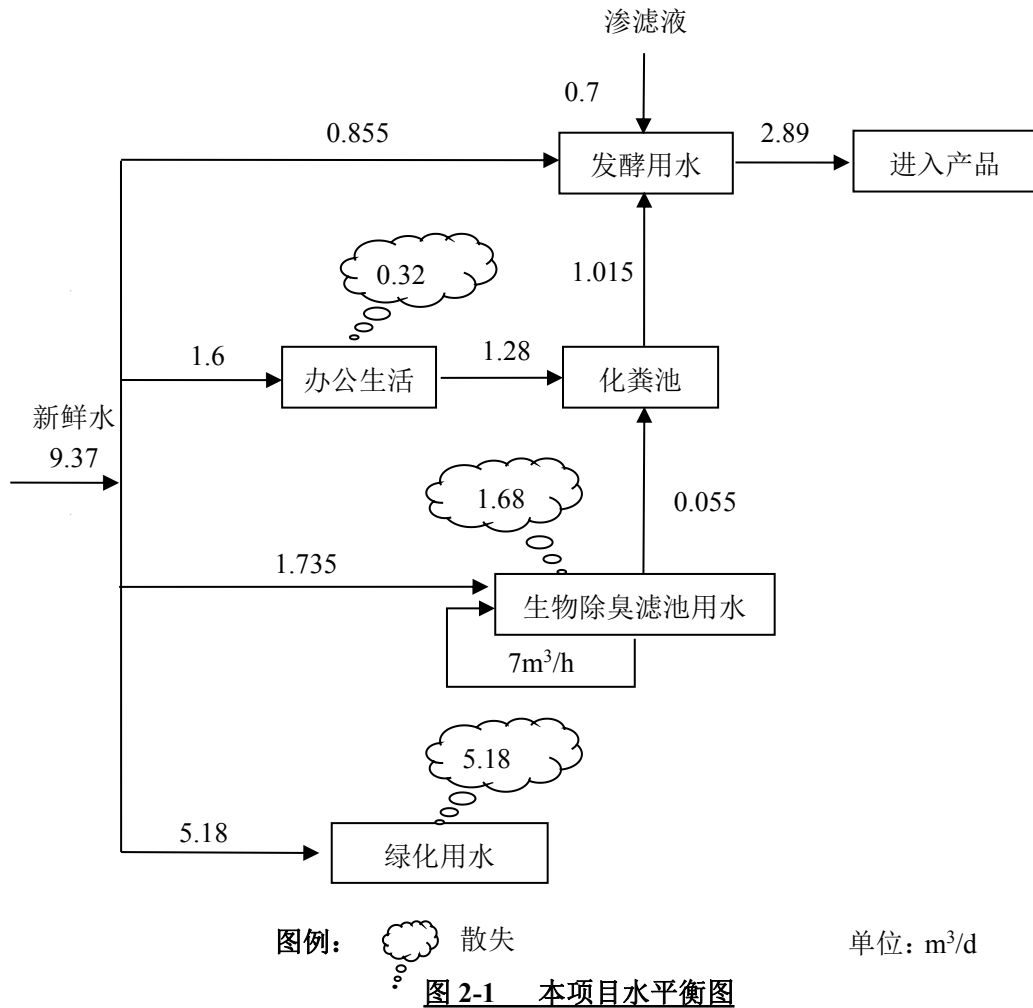 渗滤液
0.7
0.855
2.89
发酵用水
进入产品
0.32
1.015
1.6
办公生活
1.28
化粪池
新鲜水
9.37
1.68
0.055
1.735
生物除臭滤池用水
7m³/h
5.18
5.18
绿化用水
图例： 散失 单位：m³/d
图 2-1 本项目水平衡图